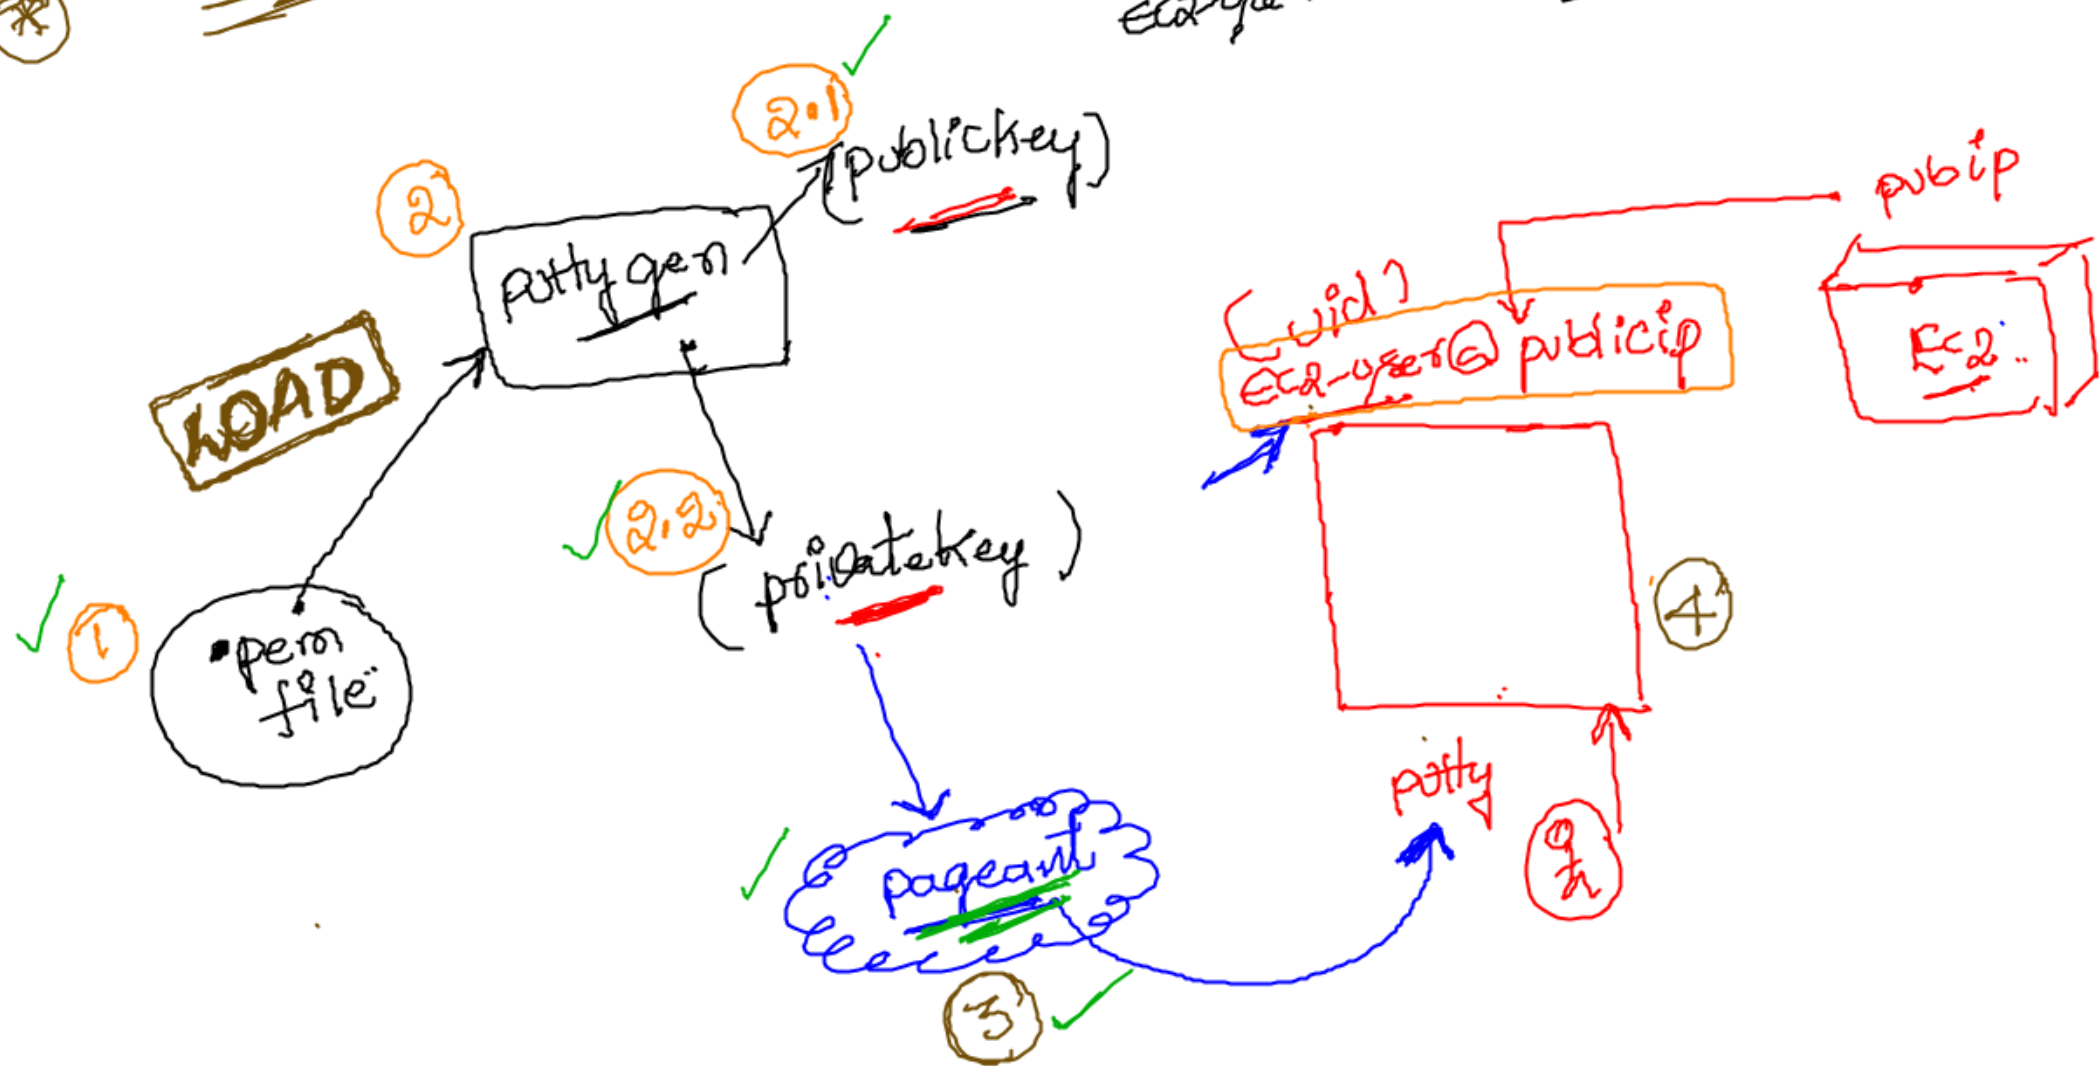 2.1
(publickey)
2
puttygen
pubip
(uid)
EC2-user@publicip
EC2..
LOAD
2.2
(privatekey)
1
.pem
file
4
putty
pageant
3